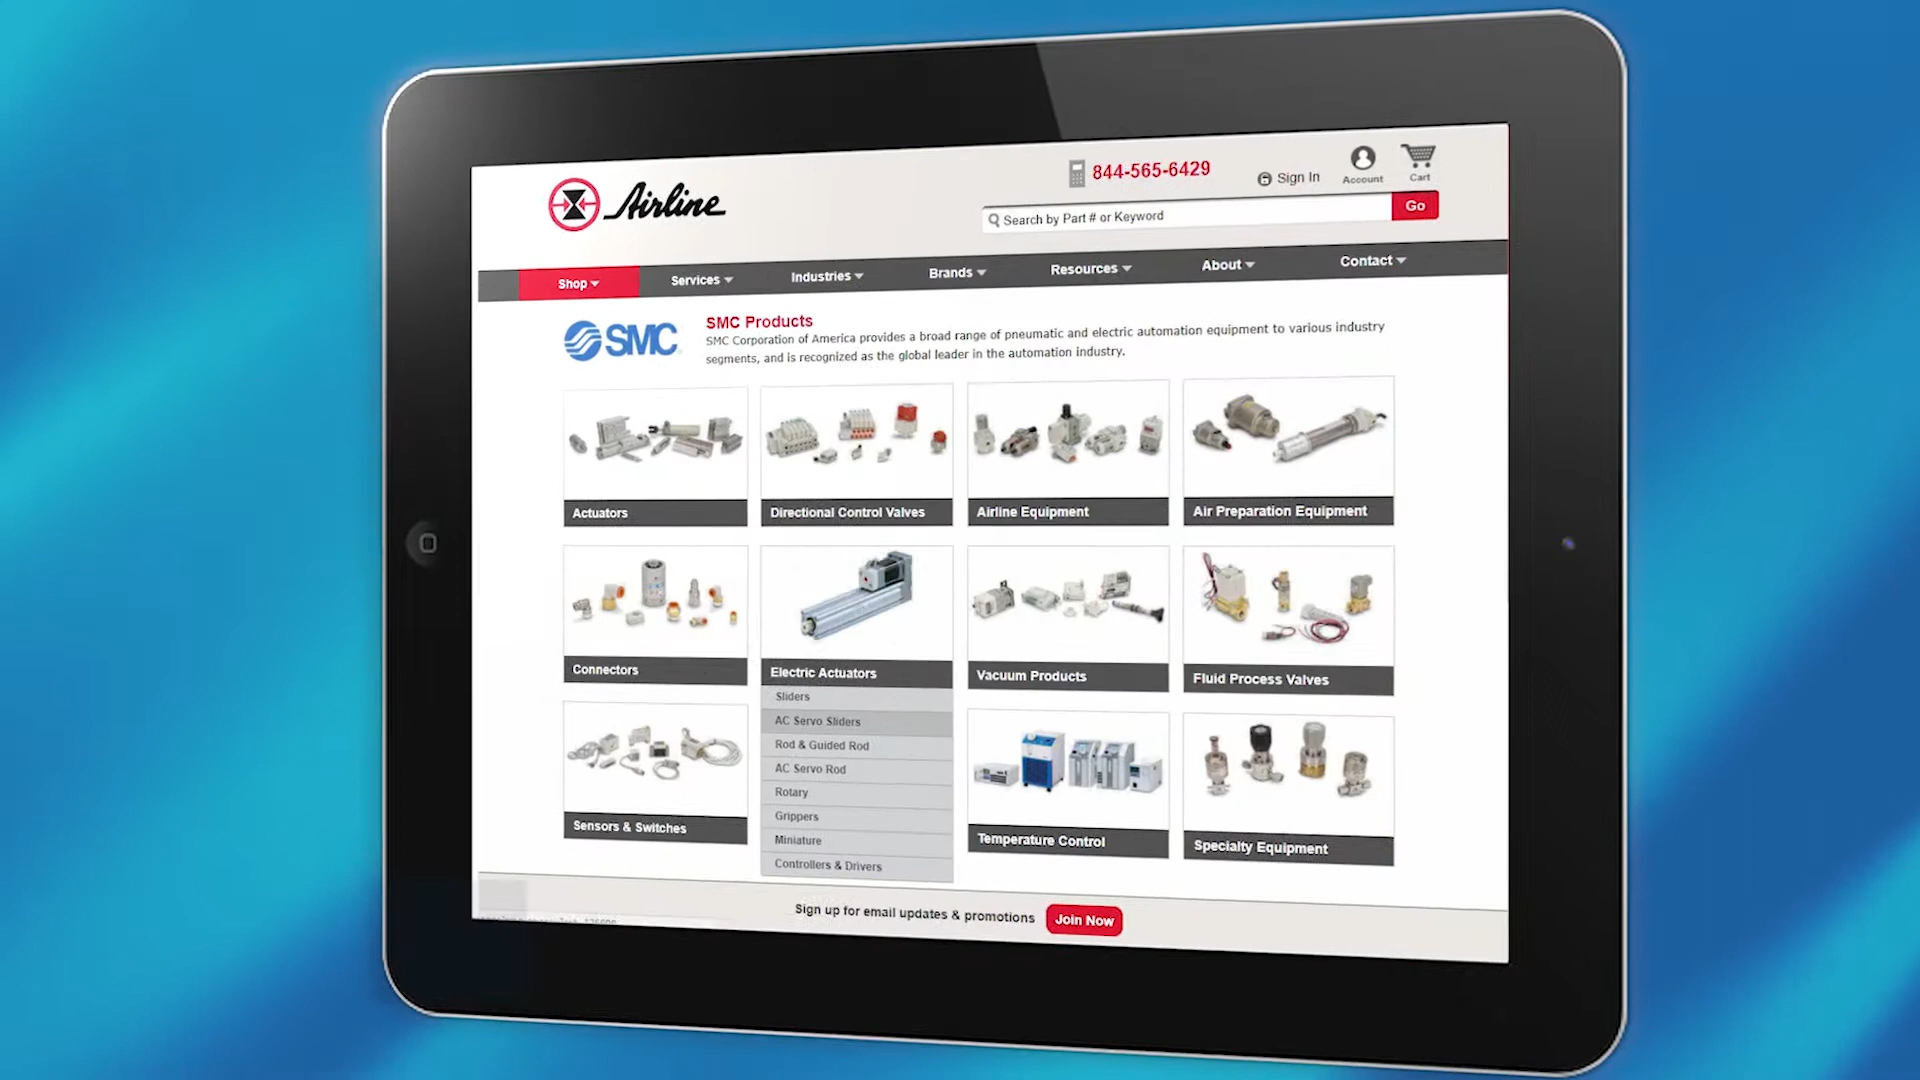 Airline
844-565-6429
Sign In
Account
Cart
Search by Part # or Keyword
Go
Shop
Services
Industries
Brands
Resources
About
Contact
SMC
SMC Products
SMC Corporation of America provides a broad range of pneumatic and electric automation equipment to various industry
segments, and is recognized as the global leader in the automation industry.
Actuators
Directional Control Valves
Airline Equipment
Air Preparation Equipment
Connectors
Electric Actuators
Vacuum Products
Fluid Process Valves
Sliders
AC Servo Sliders
Rod & Guided Rod
AC Servo Rod
Rotary
Grippers
Miniature
Controllers & Drivers
Sensors & Switches
Temperature Control
Specialty Equipment
Sign up for email updates & promotions
Join Now